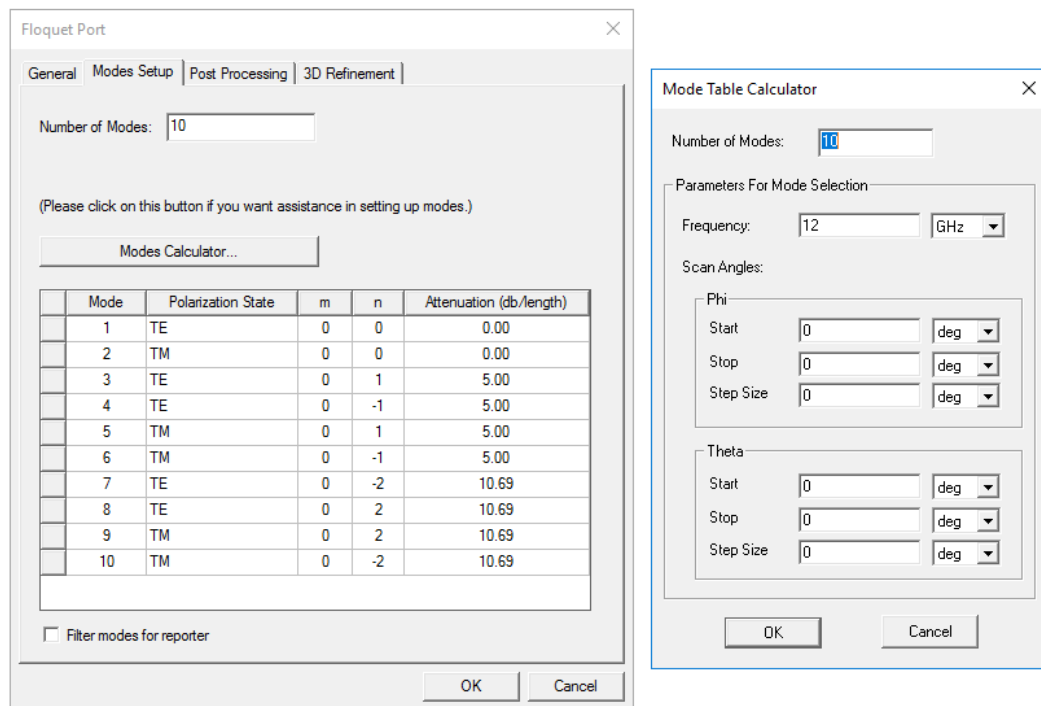 Floquet Port
General Modes Setup Post Processing 3D Refinement
Number of Modes: 10
(Please click on this button if you want assistance in setting up modes.)
Modes Calculator...
Mode Polarization State m n Attenuation (db/length)
1 TE 0 0 0.00
2 TM 0 0 0.00
3 TE 0 1 5.00
4 TE 0 -1 5.00
5 TM 0 1 5.00
6 TM 0 -1 5.00
7 TE 0 -2 10.69
8 TE 0 2 10.69
9 TM 0 2 10.69
10 TM 0 -2 10.69
Filter modes for reporter
OK Cancel
Mode Table Calculator
Number of Modes: 10
Parameters For Mode Selection
Frequency: 12 GHz
Scan Angles:
Phi
Start 0 deg
Stop 0 deg
Step Size 0 deg
Theta
Start 0 deg
Stop 0 deg
Step Size 0 deg
OK Cancel